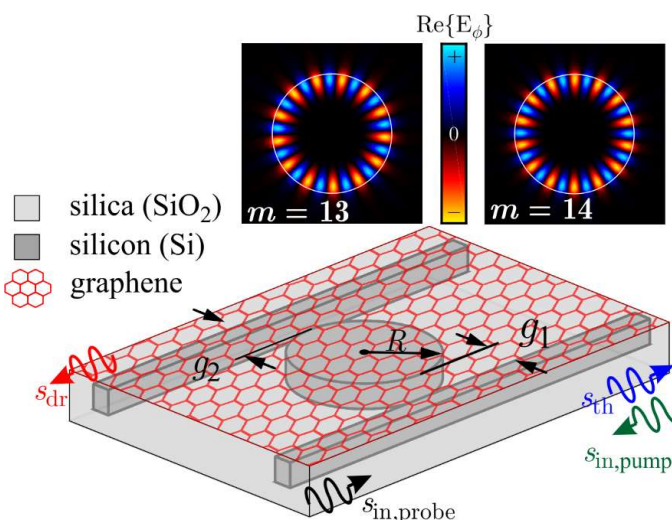 Re{E_ϕ}
+
0
−
m = 13
m = 14
silica (SiO₂)
silicon (Si)
graphene
g₂
R
g₁
s_dr
s_th
s_in,pump
s_in,probe